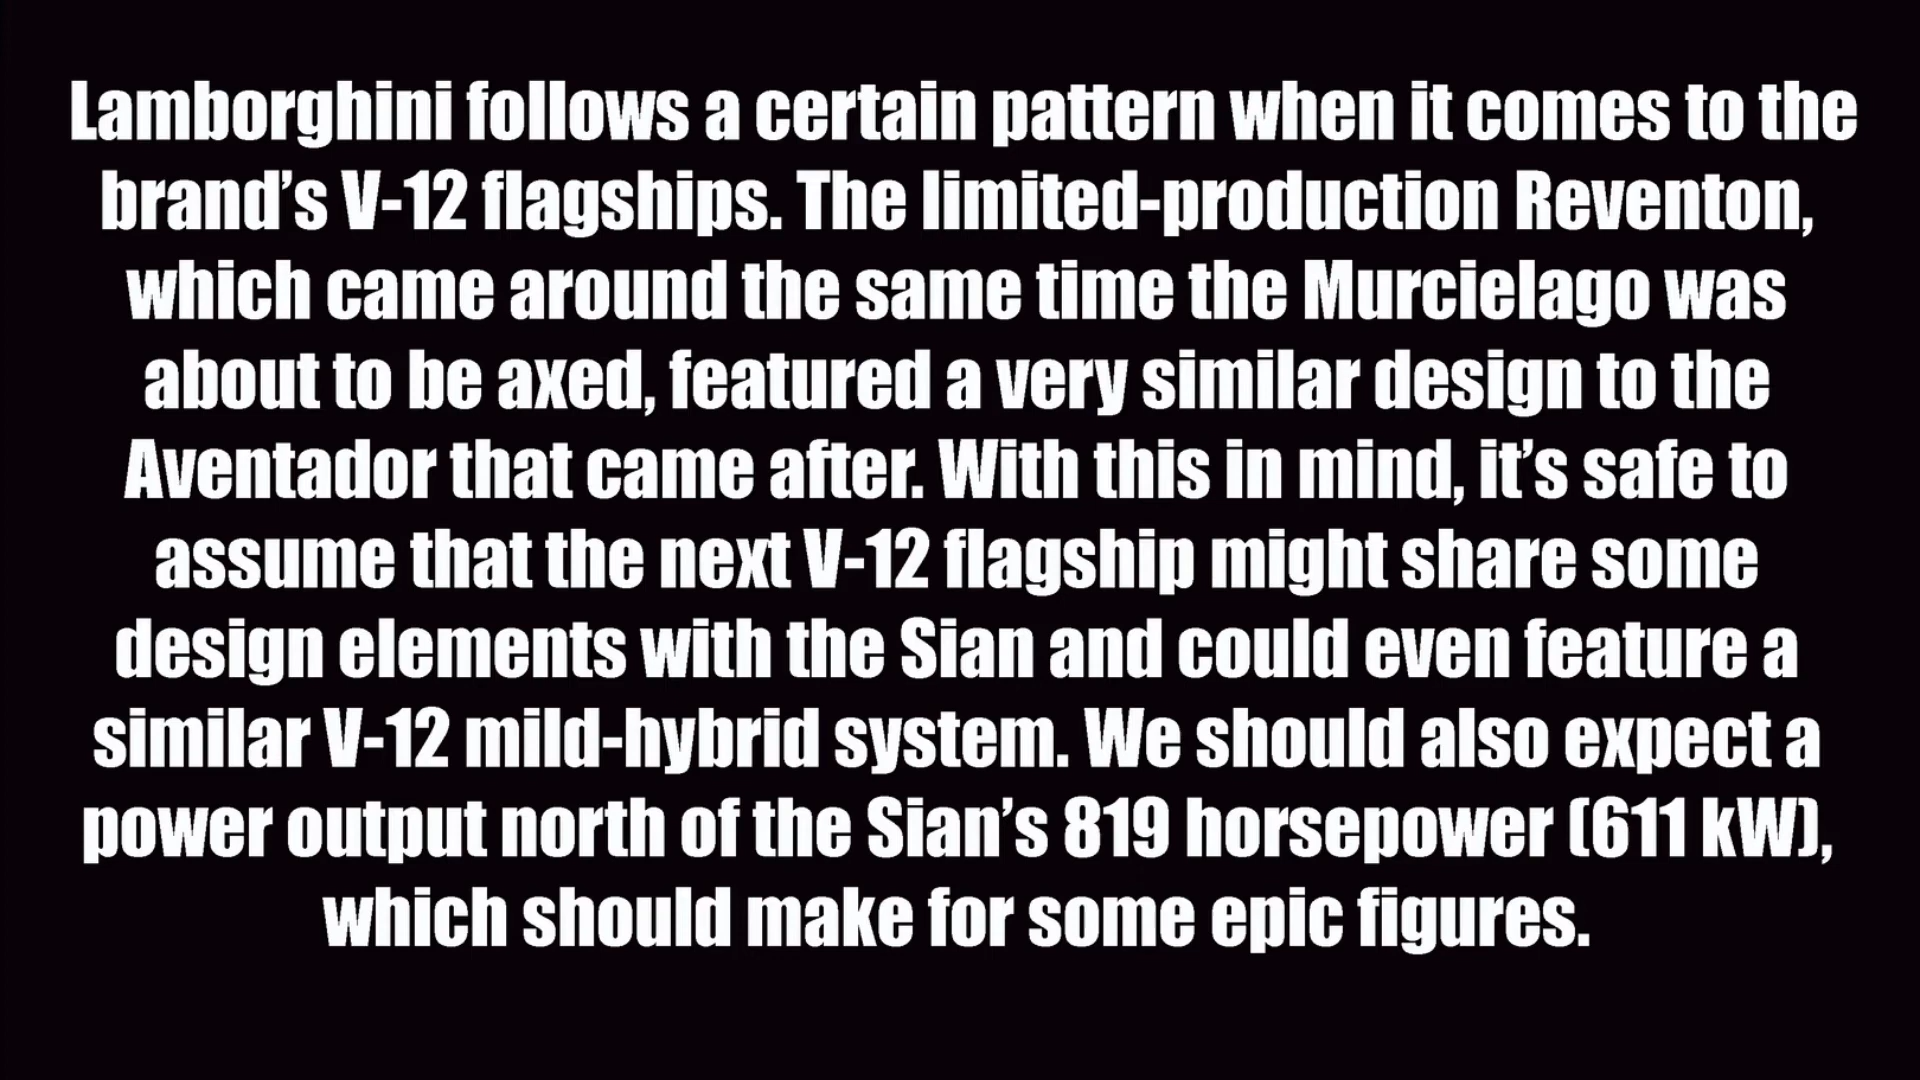 Lamborghini follows a certain pattern when it comes to the
brand’s V-12 flagships. The limited-production Reventon,
which came around the same time the Murcielago was
about to be axed, featured a very similar design to the
Aventador that came after. With this in mind, it’s safe to
assume that the next V-12 flagship might share some
design elements with the Sian and could even feature a
similar V-12 mild-hybrid system. We should also expect a
power output north of the Sian’s 819 horsepower (611 kW),
which should make for some epic figures.